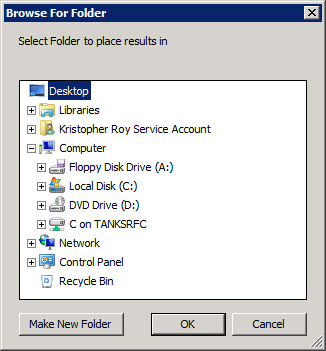 Browse For Folder
Select Folder to place results in
Desktop
Libraries
Kristopher Roy Service Account
Computer
Floppy Disk Drive (A:)
Local Disk (C:)
DVD Drive (D:)
C on TANKSRFC
Network
Control Panel
Recycle Bin
Make New Folder
OK
Cancel